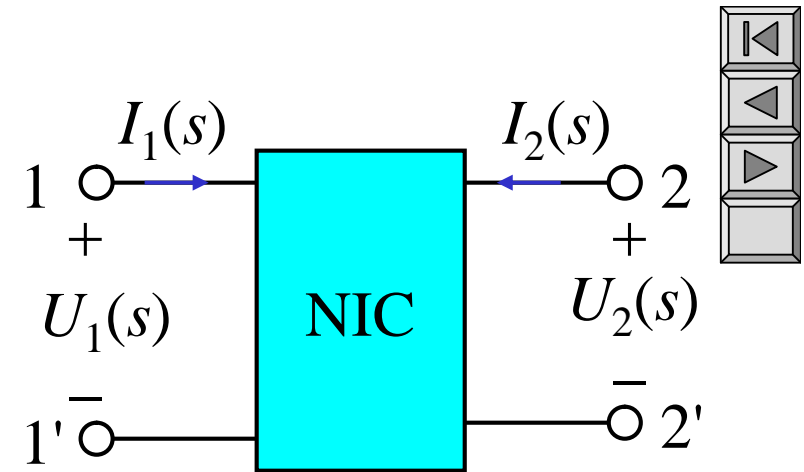 I₁(s) I₂(s)
1 2
+ +
U₁(s) NIC U₂(s)
− −
1' 2'